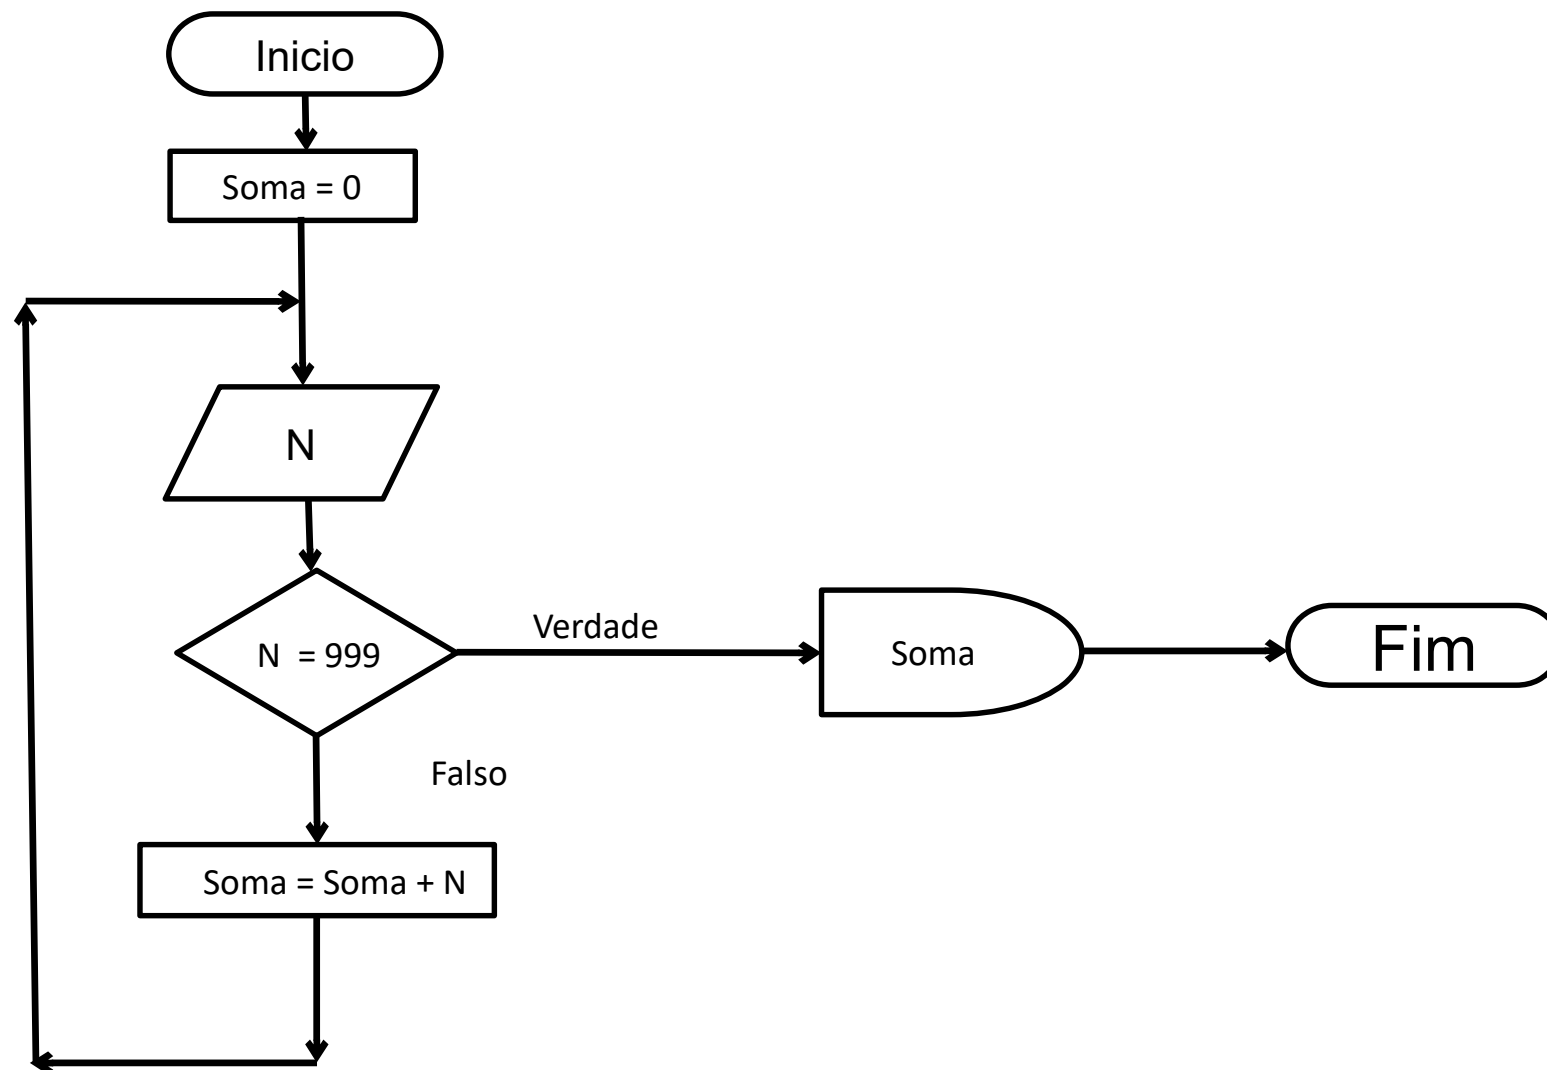 Inicio
Soma = 0
N
N = 999
Verdade
Soma
Fim
Falso
Soma = Soma + N